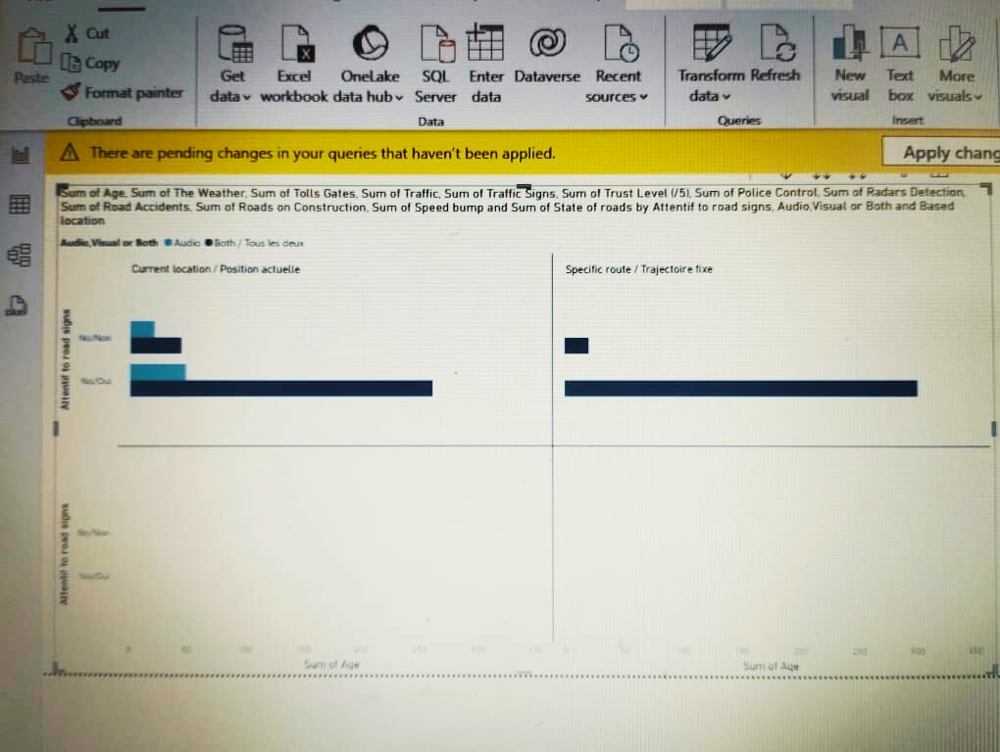 Cut
Copy
Format painter
Paste
Clipboard
Get data
Excel workbook
OneLake data hub
SQL Server
Enter data
Dataverse
Recent sources
Data
Transform data
Refresh
Queries
New visual
Text box
More visuals
Insert
There are pending changes in your queries that haven't been applied.
Apply chang
Sum of Age, Sum of The Weather, Sum of Tolls Gates, Sum of Traffic, Sum of Traffic Signs, Sum of Trust Level (/5), Sum of Police Control, Sum of Radars Detection,
Sum of Road Accidents, Sum of Roads on Construction, Sum of Speed bump and Sum of State of roads by Attentif to road signs, Audio,Visual or Both and Based
location
Audio,Visual or Both Audio Both / Tous les deux
Current location / Position actuelle
Specific route / Trajectoire fixe
Attentif to road signs
No/Non
Yes/Oui
Attentif to road signs
No/Non
Yes/Oui
0 50 100 150 200 250 300 350
0 50 100 150 200 250 300 350
Sum of Age
Sum of Age